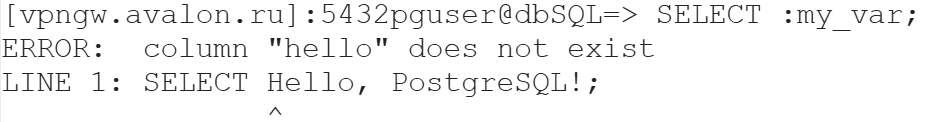 [vpngw.avalon.ru]:5432pguser@dbSQL=> SELECT :my_var;
ERROR:  column "hello" does not exist
LINE 1: SELECT Hello, PostgreSQL!;
               ^